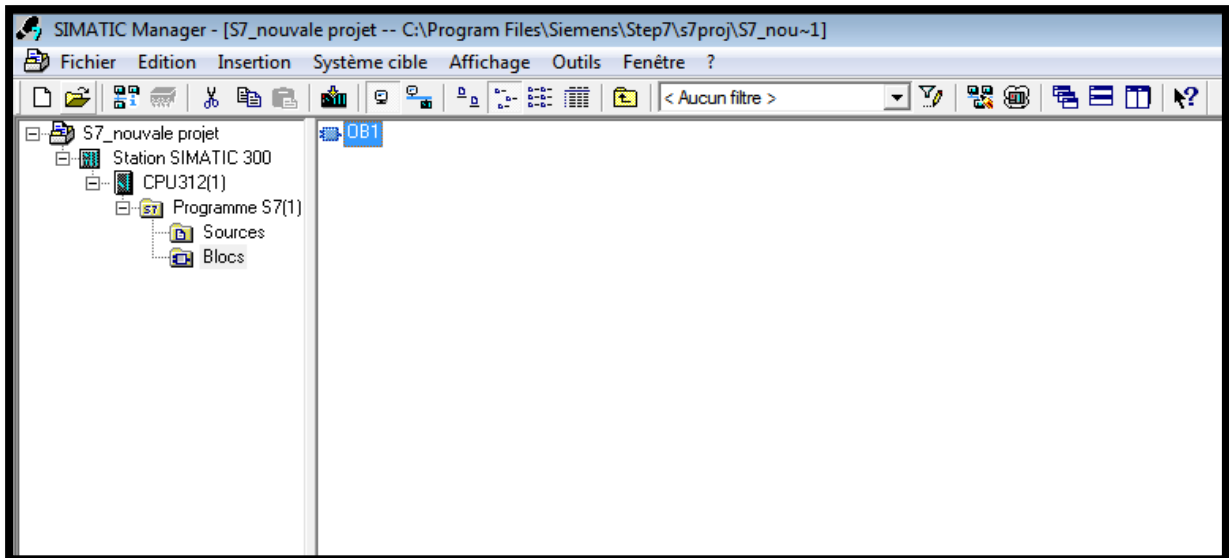 SIMATIC Manager - [S7_nouvale projet -- C:\Program Files\Siemens\Step7\s7proj\S7_nou~1]
Fichier Edition Insertion Système cible Affichage Outils Fenêtre ?
< Aucun filtre >
S7_nouvale projet
Station SIMATIC 300
CPU312(1)
Programme S7(1)
Sources
Blocs
OB1